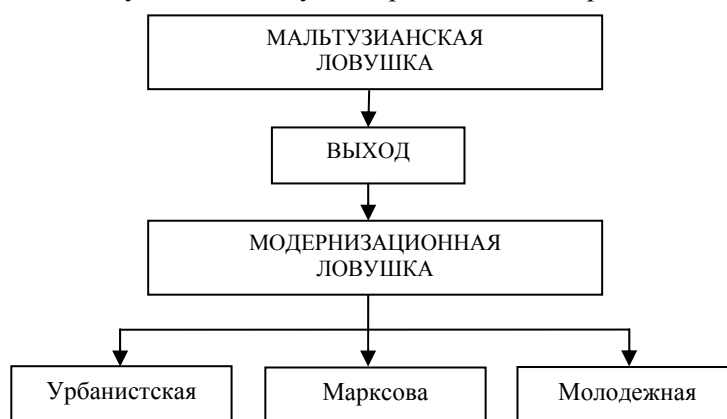 МАЛЬТУЗИАНСКАЯ
ЛОВУШКА
ВЫХОД
МОДЕРНИЗАЦИОННАЯ
ЛОВУШКА
Урбанистская Марксова Молодежная